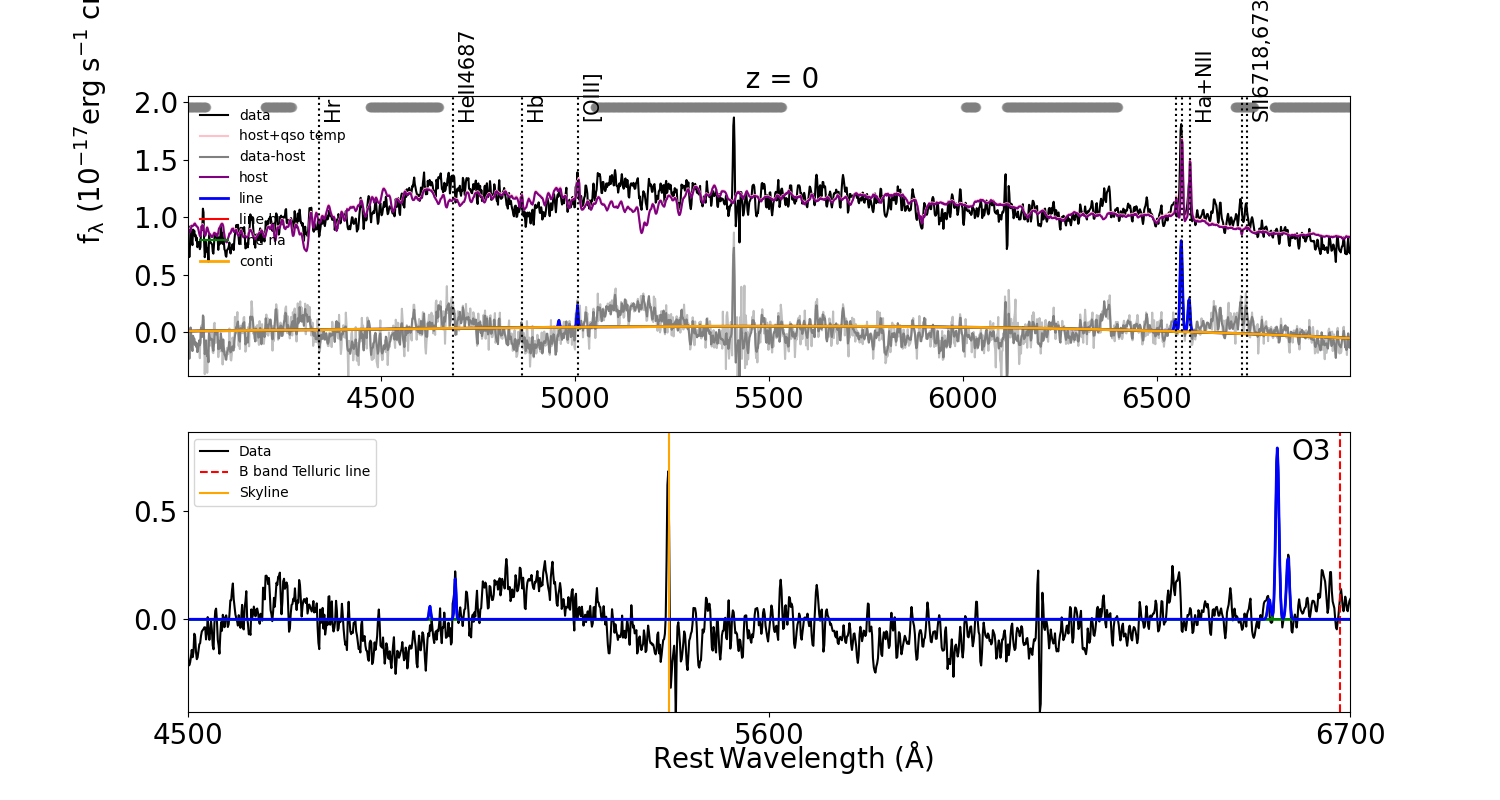 z = 0
f_λ (10^−17 erg s^−1
2.0
1.5
1.0
0.5
0.0
data
host+qso temp
data-host
host
line
conti
Hr
HeII4687
Hb
[OIII]
Ha+NII
SII6718,673
4500
5000
5500
6000
6500
Data
B band Telluric line
Skyline
O3
0.5
0.0
4500
5600
6700
Rest Wavelength (Å)